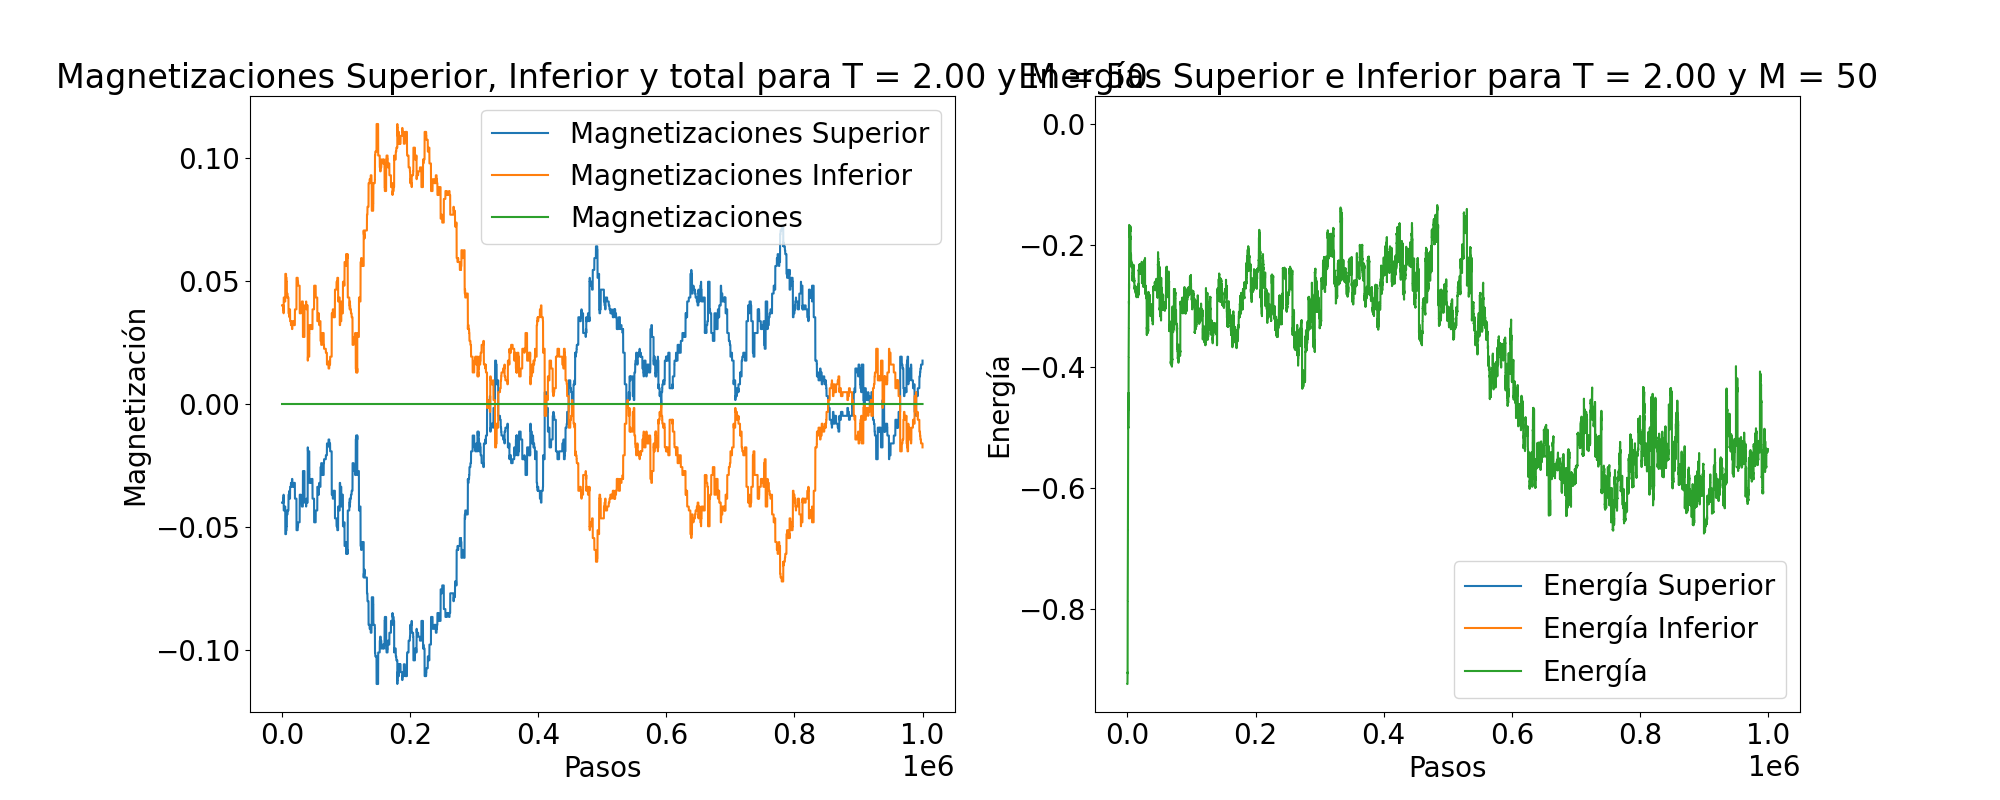 Magnetizaciones Superior, Inferior y total para T = 2.00 y M = 50
Magnetizaciones Superior
Magnetizaciones Inferior
Magnetizaciones
0.10
0.05
0.00
−0.05
−0.10
Magnetización
0.0 0.2 0.4 0.6 0.8 1.0
1e6
Pasos
Energías Superior e Inferior para T = 2.00 y M = 50
0.0
−0.2
−0.4
−0.6
−0.8
Energía
Energía Superior
Energía Inferior
Energía
0.0 0.2 0.4 0.6 0.8 1.0
1e6
Pasos